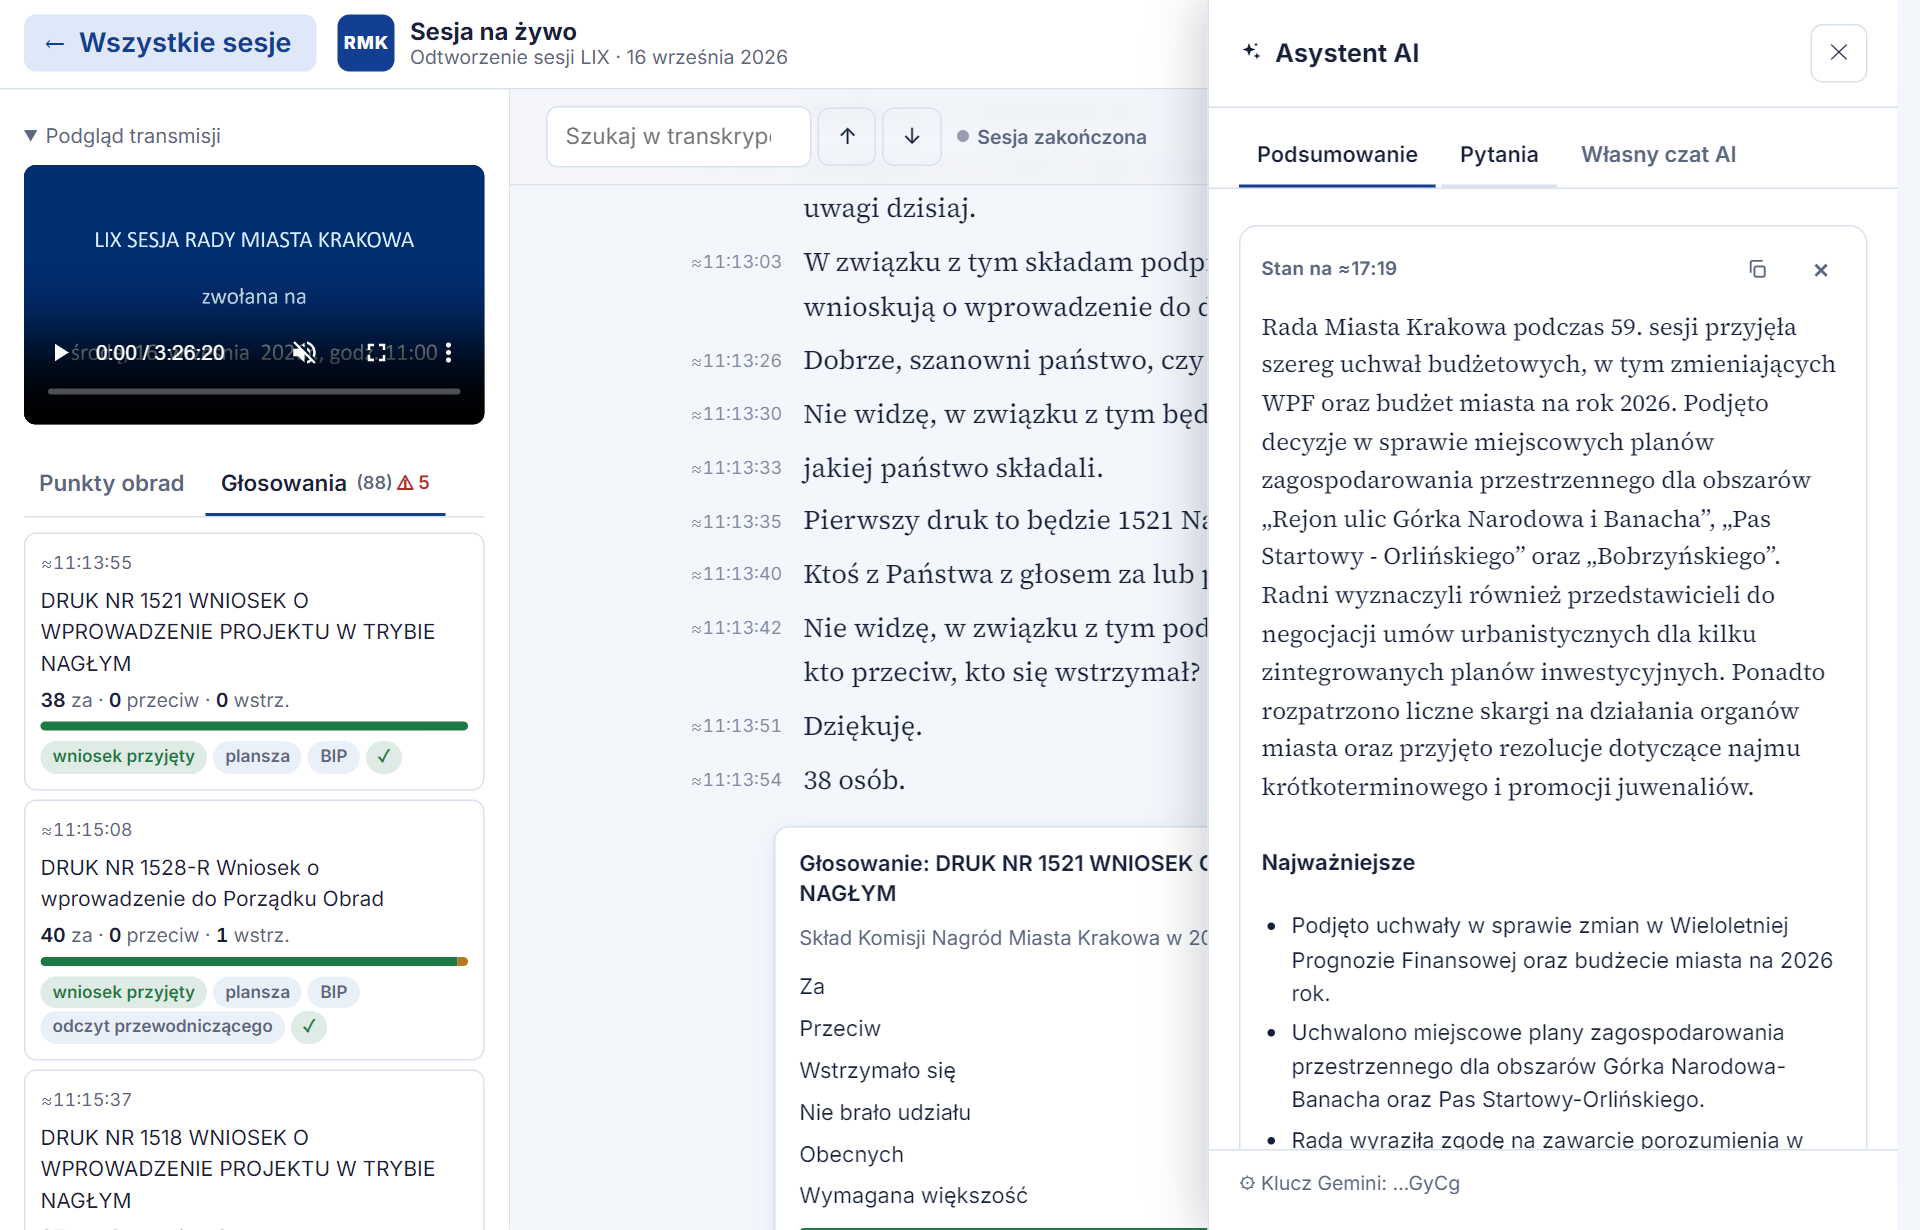 ← Wszystkie sesje
RMK
Sesja na żywo
Odtworzenie sesji LIX · 16 września 2026
▼ Podgląd transmisji
LIX SESJA RADY MIASTA KRAKOWA
zwołana na
0:00 / 3:26:20
Punkty obrad
Głosowania (88) ⚠ 5
≈11:13:55
DRUK NR 1521 WNIOSEK O
WPROWADZENIE PROJEKTU W TRYBIE
NAGŁYM
38 za · 0 przeciw · 0 wstrz.
wniosek przyjęty
plansza
BIP
✓
≈11:15:08
DRUK NR 1528-R Wniosek o
wprowadzenie do Porządku Obrad
40 za · 0 przeciw · 1 wstrz.
wniosek przyjęty
plansza
BIP
odczyt przewodniczącego
✓
≈11:15:37
DRUK NR 1518 WNIOSEK O
WPROWADZENIE PROJEKTU W TRYBIE
NAGŁYM
Szukaj w transkryp
↑
↓
Sesja zakończona
uwagi dzisiaj.
≈11:13:03 W związku z tym składam podp
wnioskują o wprowadzenie do
≈11:13:26 Dobrze, szanowni państwo, czy
≈11:13:30 Nie widzę, w związku z tym będ
≈11:13:33 jakiej państwo składali.
≈11:13:35 Pierwszy druk to będzie 1521 Na
≈11:13:40 Ktoś z Państwa z głosem za lub
≈11:13:42 Nie widzę, w związku z tym pod
kto przeciw, kto się wstrzymał?
≈11:13:51 Dziękuję.
≈11:13:54 38 osób.
Głosowanie: DRUK NR 1521 WNIOSEK O
NAGŁYM
Skład Komisji Nagród Miasta Krakowa w 20
Za
Przeciw
Wstrzymało się
Nie brało udziału
Obecnych
Wymagana większość
Asystent AI
Podsumowanie
Pytania
Własny czat AI
Stan na ≈17:19
Rada Miasta Krakowa podczas 59. sesji przyjęła
szereg uchwał budżetowych, w tym zmieniających
WPF oraz budżet miasta na rok 2026. Podjęto
decyzje w sprawie miejscowych planów
zagospodarowania przestrzennego dla obszarów
„Rejon ulic Górka Narodowa i Banacha”, „Pas
Startowy - Orlińskiego” oraz „Bobrzyńskiego”.
Radni wyznaczyli również przedstawicieli do
negocjacji umów urbanistycznych dla kilku
zintegrowanych planów inwestycyjnych. Ponadto
rozpatrzono liczne skargi na działania organów
miasta oraz przyjęto rezolucje dotyczące najmu
krótkoterminowego i promocji juwenaliów.
Najważniejsze
• Podjęto uchwały w sprawie zmian w Wieloletniej
Prognozie Finansowej oraz budżecie miasta na 2026
rok.
• Uchwalono miejscowe plany zagospodarowania
przestrzennego dla obszarów Górka Narodowa-
Banacha oraz Pas Startowy-Orlińskiego.
• Rada wyraziła zgodę na zawarcie porozumienia w
Klucz Gemini: ...GyCg